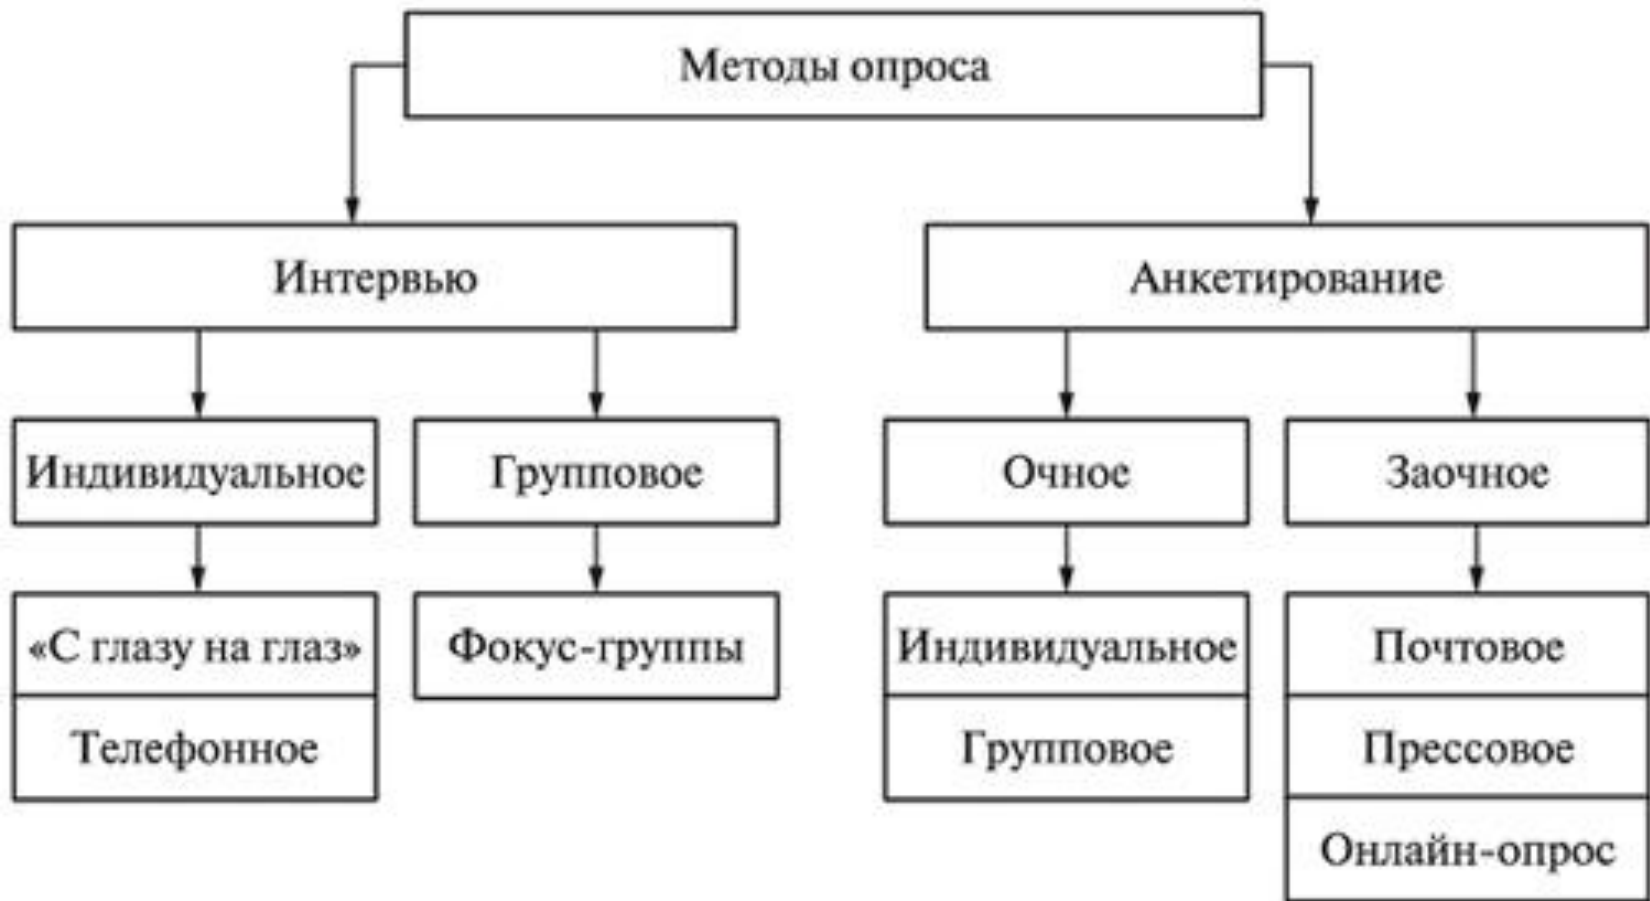 Методы опроса
Интервью
Анкетирование
Индивидуальное
Групповое
Очное
Заочное
«С глазу на глаз»
Фокус-группы
Индивидуальное
Почтовое
Телефонное
Групповое
Прессовое
Онлайн-опрос